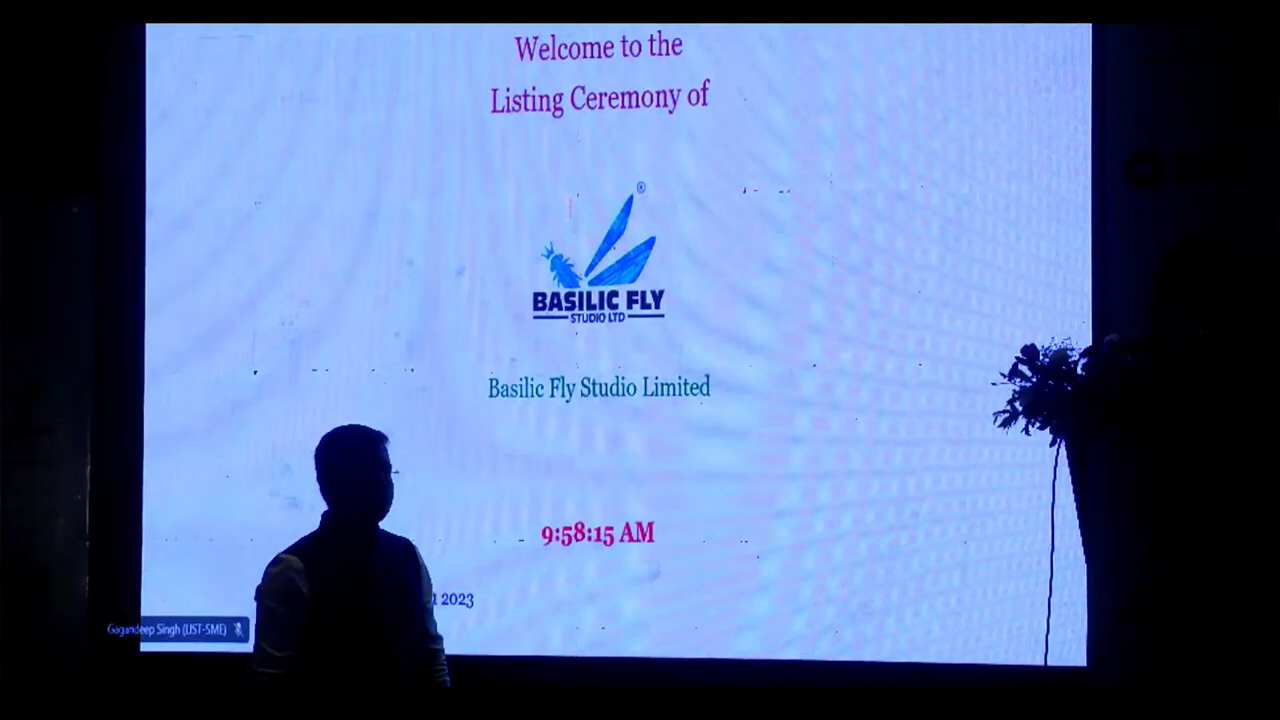 Welcome to the
Listing Ceremony of
®
BASILIC FLY
STUDIO LTD
Basilic Fly Studio Limited
9:58:15 AM
2023
Gagandeep Singh (LIST-SME)